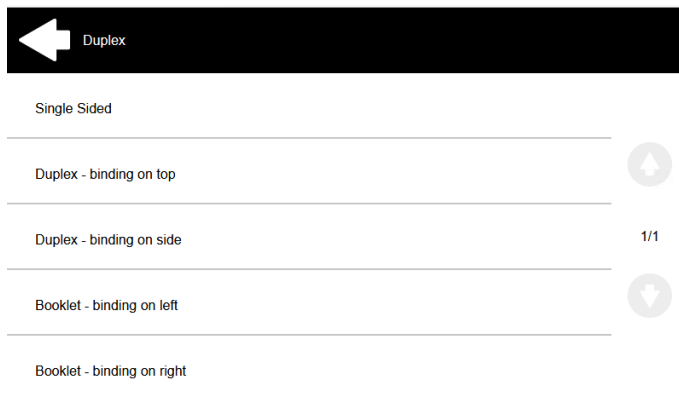 Duplex
Single Sided
Duplex - binding on top
Duplex - binding on side
1/1
Booklet - binding on left
Booklet - binding on right